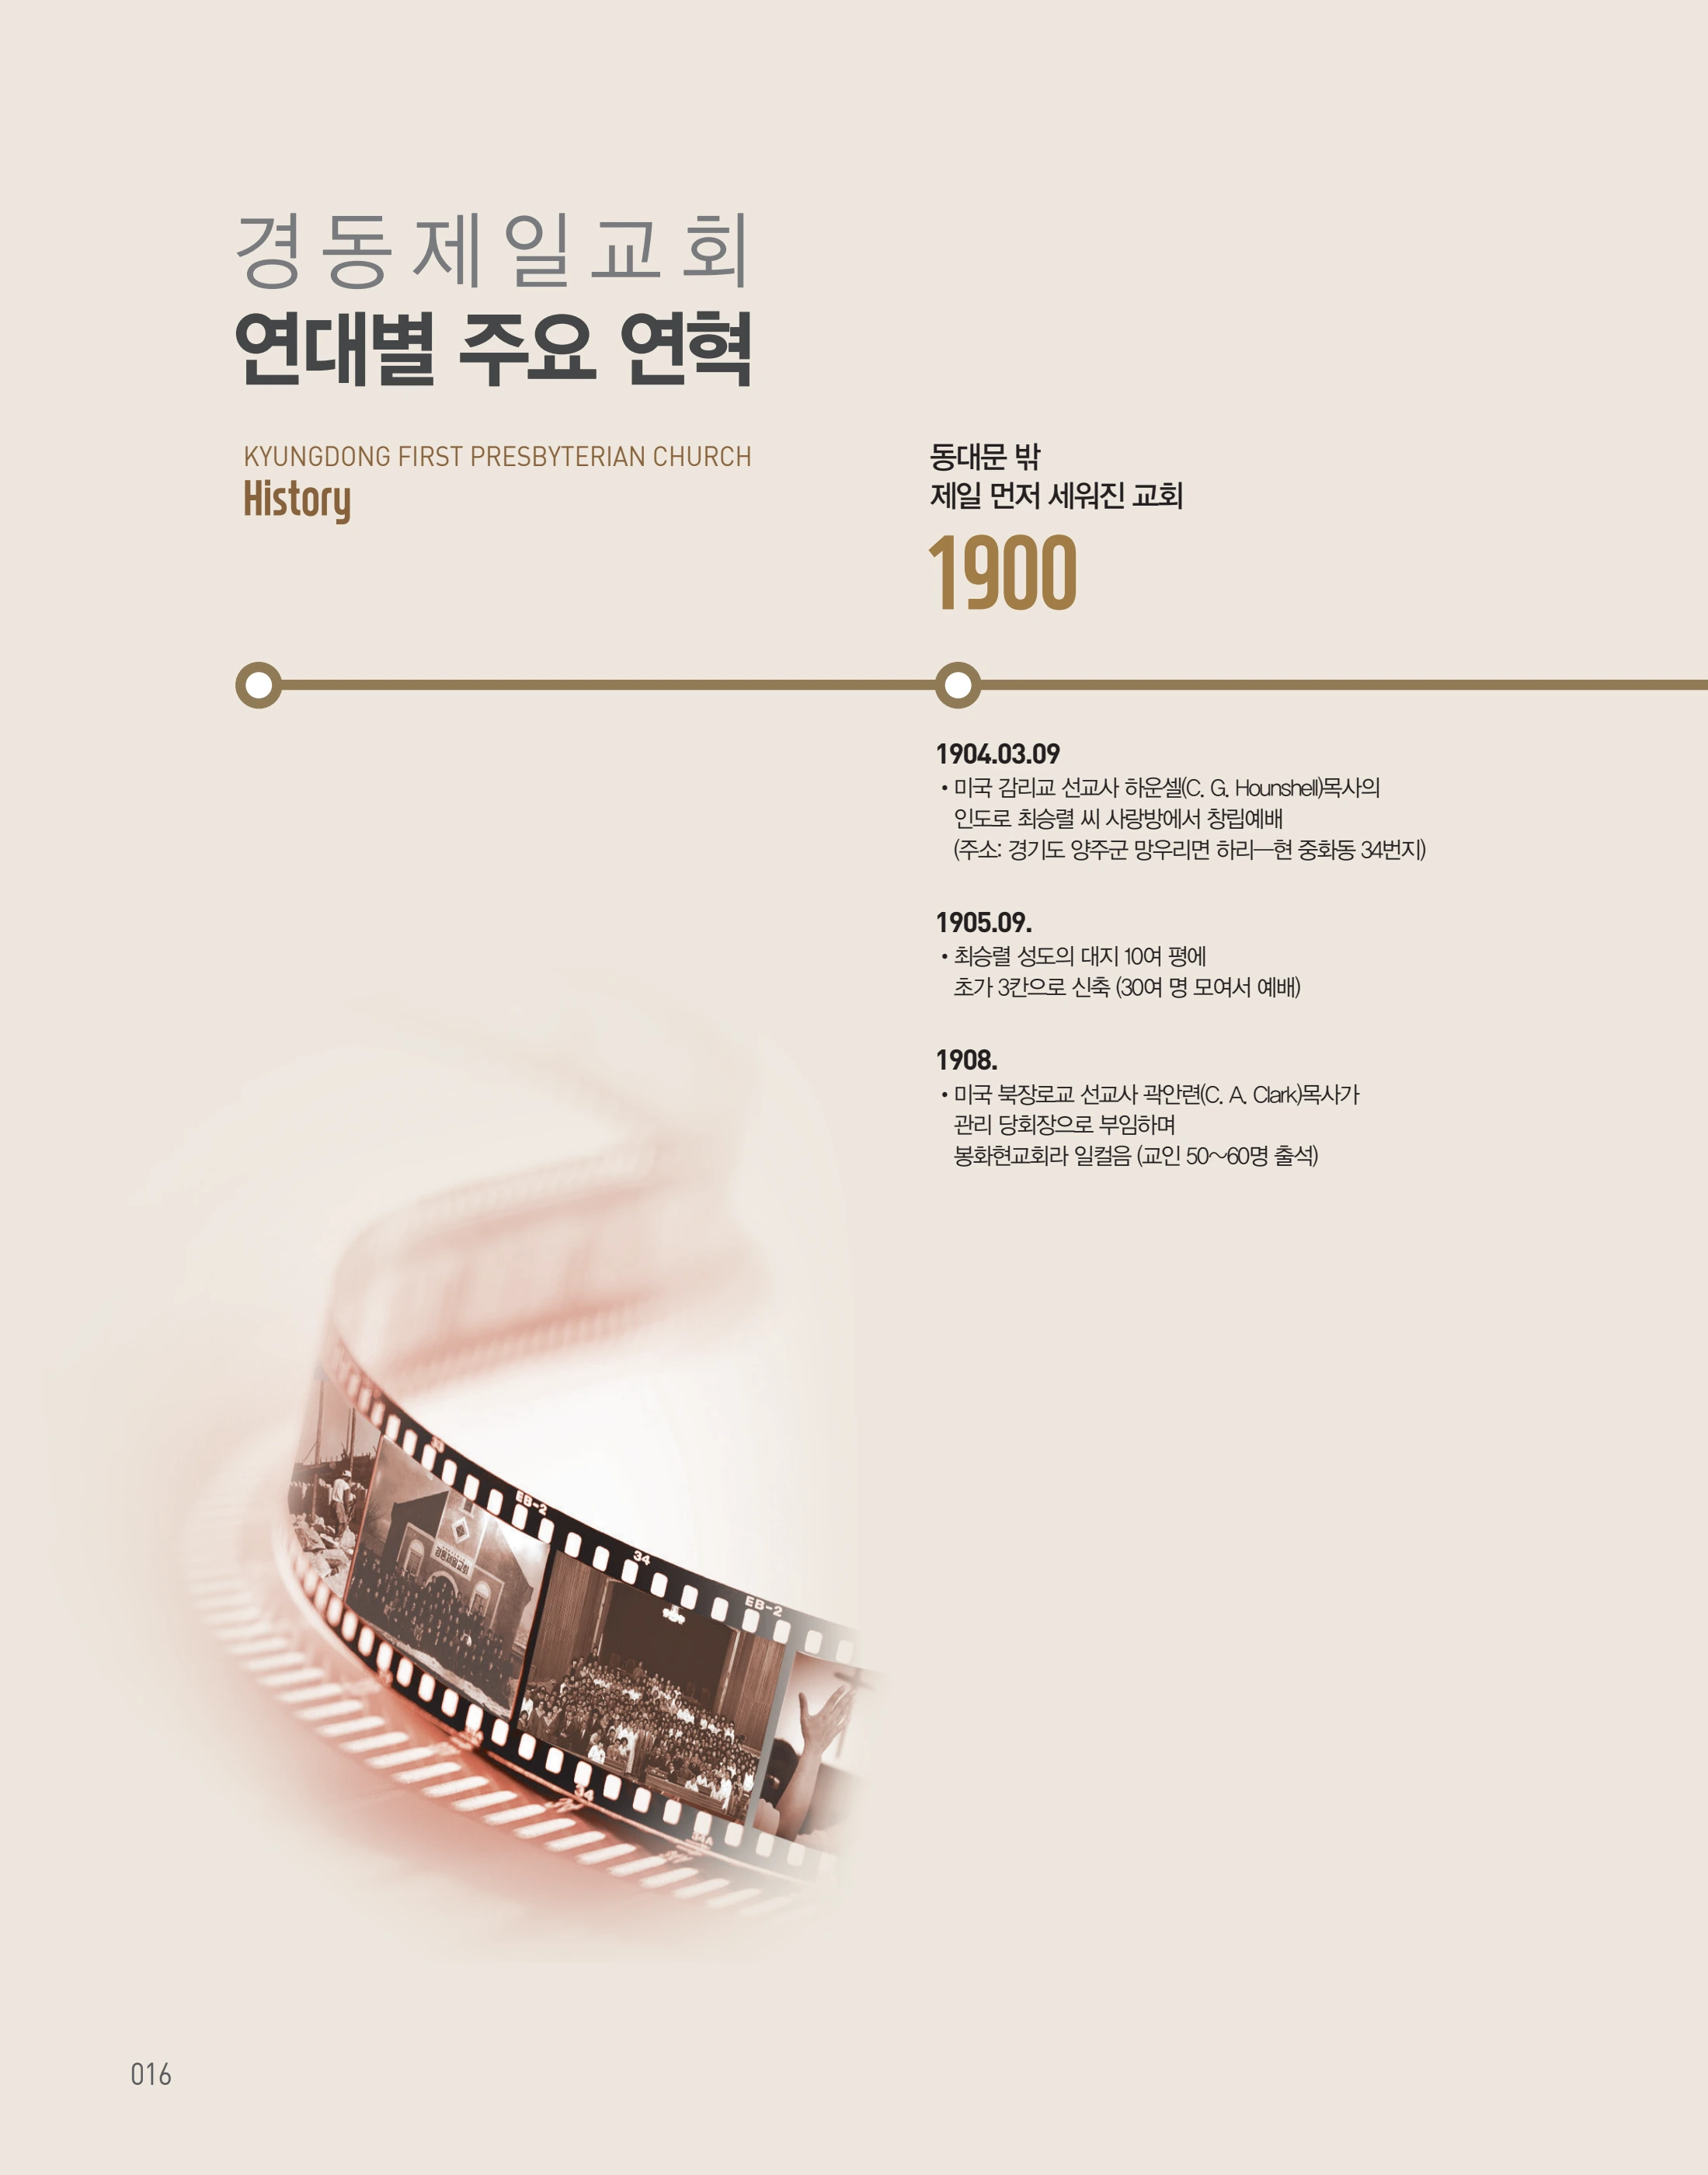 경동제일교회
연대별 주요 연혁
KYUNGDONG FIRST PRESBYTERIAN CHURCH
History
동대문 밖
제일 먼저 세워진 교회
1900
1904.03.09
• 미국 감리교 선교사 하운셀(C. G. Hounshell)목사의
인도로 최승렬 씨 사랑방에서 창립예배
(주소: 경기도 양주군 망우리면 하리—현 중화동 34번지)
1905.09.
• 최승렬 성도의 대지 10여 평에
초가 3칸으로 신축 (30여 명 모여서 예배)
1908.
• 미국 북장로교 선교사 곽안련(C. A. Clark)목사가
관리 당회장으로 부임하며
봉화현교회라 일컬음 (교인 50~60명 출석)
33
EB-2
34
EB-2
경동제일교회
34
34A
016